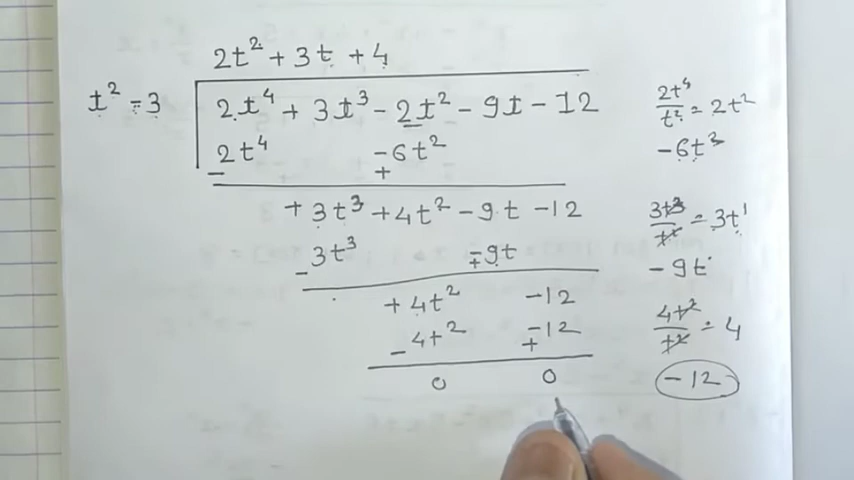 2t² + 3t + 4
t² = 3 2t⁴ + 3t³ - 2t² - 9t - 12
2t⁴ - 6t²
- +
+ 3t³ + 4t² - 9t - 12
3t³ - 9t
- +
+ 4t² - 12
4t² - 12
- +
0 0
2t⁴/t² = 2t²
- 6t³
3t³/t² = 3t¹
- 9t
4t²/t² = 4
- 12